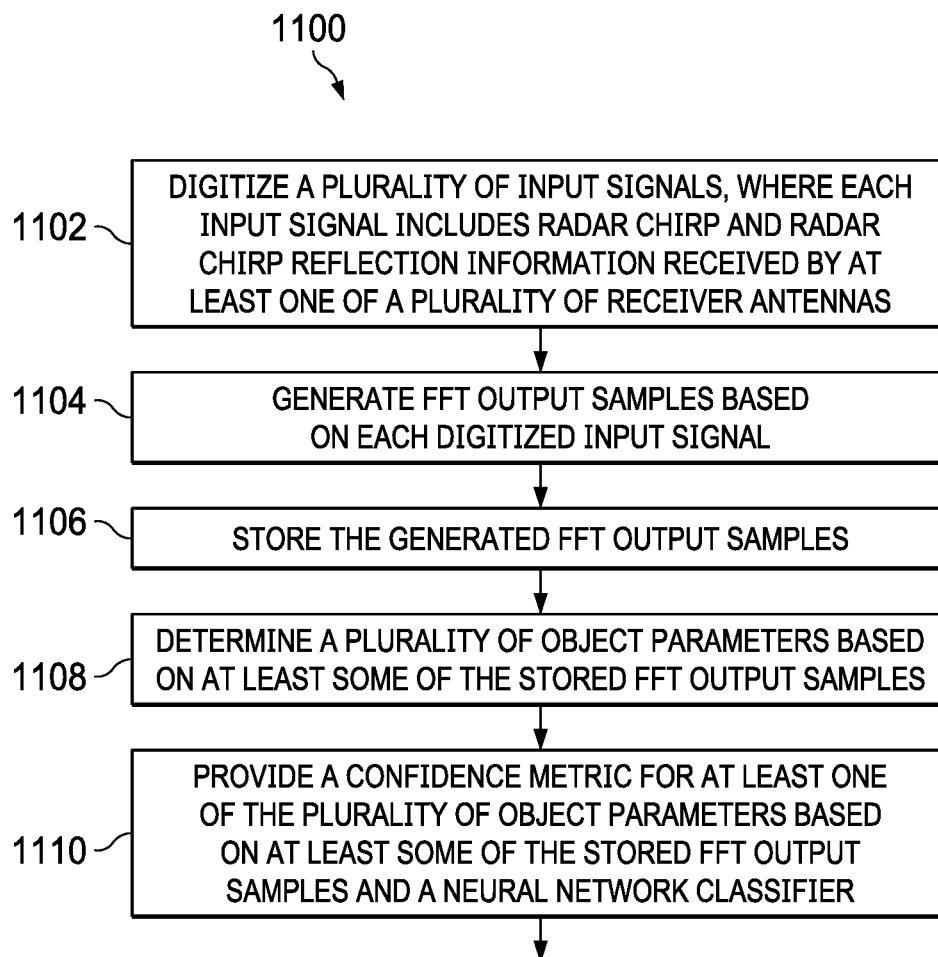 1100
1102
DIGITIZE A PLURALITY OF INPUT SIGNALS, WHERE EACH
INPUT SIGNAL INCLUDES RADAR CHIRP AND RADAR
CHIRP REFLECTION INFORMATION RECEIVED BY AT
LEAST ONE OF A PLURALITY OF RECEIVER ANTENNAS
1104
GENERATE FFT OUTPUT SAMPLES BASED
ON EACH DIGITIZED INPUT SIGNAL
1106
STORE THE GENERATED FFT OUTPUT SAMPLES
1108
DETERMINE A PLURALITY OF OBJECT PARAMETERS BASED
ON AT LEAST SOME OF THE STORED FFT OUTPUT SAMPLES
1110
PROVIDE A CONFIDENCE METRIC FOR AT LEAST ONE
OF THE PLURALITY OF OBJECT PARAMETERS BASED
ON AT LEAST SOME OF THE STORED FFT OUTPUT
SAMPLES AND A NEURAL NETWORK CLASSIFIER